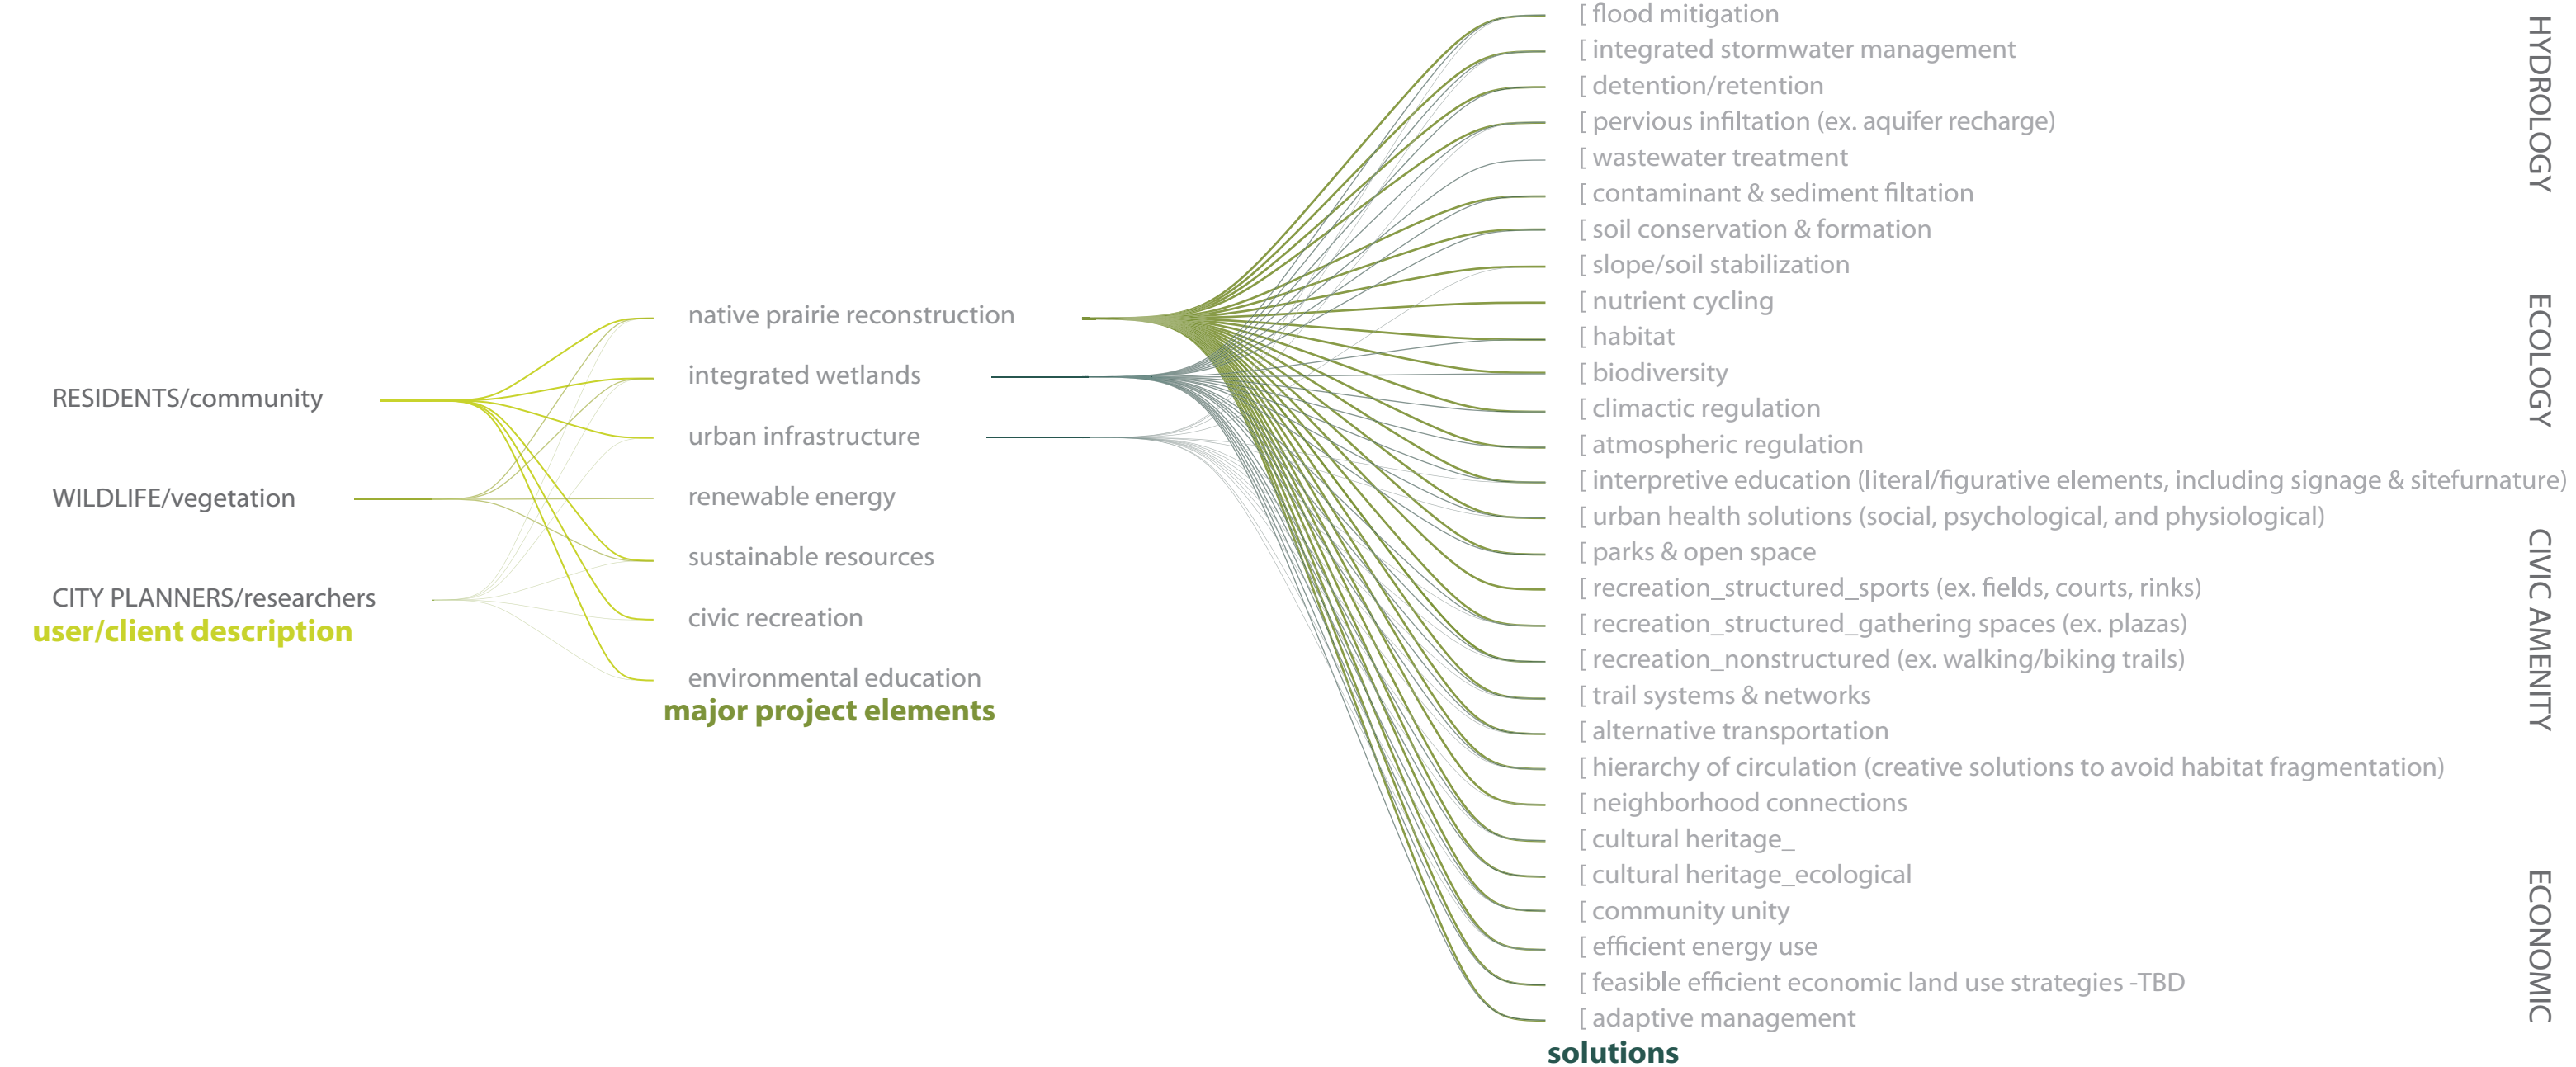 RESIDENTS/community
WILDLIFE/vegetation
CITY PLANNERS/researchers
user/client description
native prairie reconstruction
integrated wetlands
urban infrastructure
renewable energy
sustainable resources
civic recreation
environmental education
major project elements
[ flood mitigation
[ integrated stormwater management
[ detention/retention
[ pervious infiltation (ex. aquifer recharge)
[ wastewater treatment
[ contaminant & sediment filtation
[ soil conservation & formation
[ slope/soil stabilization
[ nutrient cycling
[ habitat
[ biodiversity
[ climactic regulation
[ atmospheric regulation
[ interpretive education (literal/figurative elements, including signage & sitefurnature)
[ urban health solutions (social, psychological, and physiological)
[ parks & open space
[ recreation_structured_sports (ex. fields, courts, rinks)
[ recreation_structured_gathering spaces (ex. plazas)
[ recreation_nonstructured (ex. walking/biking trails)
[ trail systems & networks
[ alternative transportation
[ hierarchy of circulation (creative solutions to avoid habitat fragmentation)
[ neighborhood connections
[ cultural heritage_
[ cultural heritage_ecological
[ community unity
[ efficient energy use
[ feasible efficient economic land use strategies -TBD
[ adaptive management
solutions
HYDROLOGY
ECOLOGY
CIVIC AMENITY
ECONOMIC